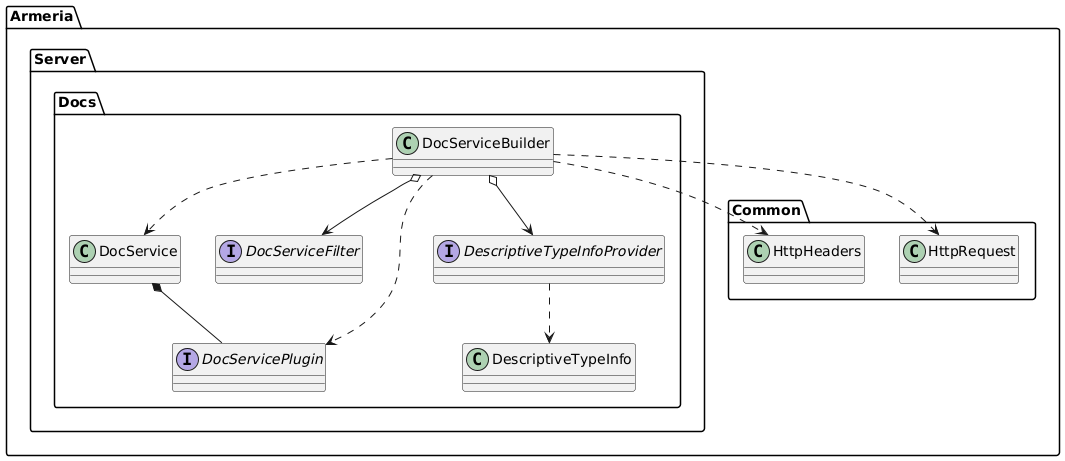 Armeria
Server
Docs
C DocServiceBuilder
Common
C DocService
I DocServiceFilter
I DescriptiveTypeInfoProvider
C HttpHeaders
C HttpRequest
I DocServicePlugin
C DescriptiveTypeInfo